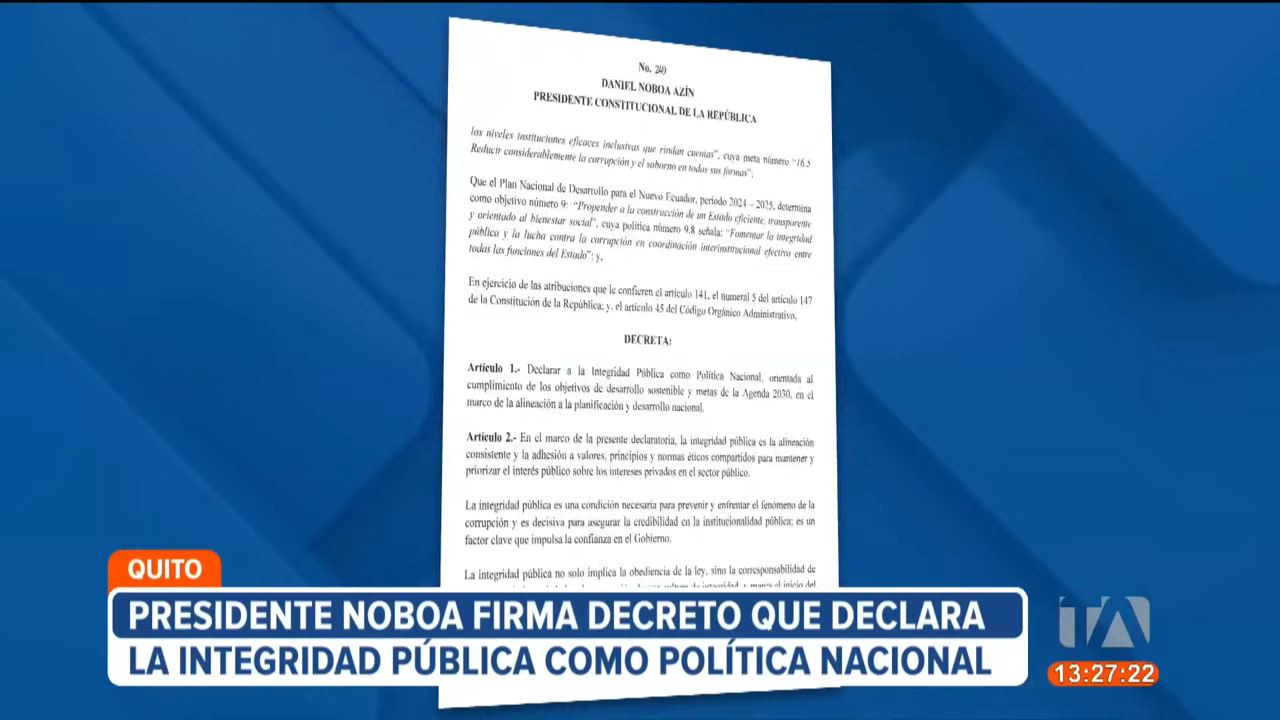 No. 249
DANIEL NOBOA AZÍN
PRESIDENTE CONSTITUCIONAL DE LA REPÚBLICA
los niveles instituciones eficaces inclusivas que rindan cuentas", cuya meta número "16.5
Reducir considerablemente la corrupción y el soborno en todas sus formas";
Que el Plan Nacional de Desarrollo para el Nuevo Ecuador, periodo 2024 – 2025, determina
como objetivo número 9: "Propender a la construcción de un Estado eficiente, transparente
y orientado al bienestar social", cuya política número 9.8 señala: "Fomentar la integridad
pública y la lucha contra la corrupción en coordinación interinstitucional efectiva entre
todas las funciones del Estado"; y,
En ejercicio de las atribuciones que le confieren el artículo 141, el numeral 5 del artículo 147
de la Constitución de la República; y, el artículo 45 del Código Orgánico Administrativo,
DECRETA:
Artículo 1.- Declarar a la Integridad Pública como Política Nacional, orientada al
cumplimiento de los objetivos de desarrollo sostenible y metas de la Agenda 2030, en el
marco de la alineación a la planificación y desarrollo nacional.
Artículo 2.- En el marco de la presente declaratoria, la integridad pública es la alineación
consistente y la adhesión a valores, principios y normas éticos compartidos para mantener y
priorizar el interés público sobre los intereses privados en el sector público.
La integridad pública es una condición necesaria para prevenir y enfrentar el fenómeno de la
corrupción y es decisiva para asegurar la credibilidad en la institucionalidad pública; es un
factor clave que impulsa la confianza en el Gobierno.
La integridad pública no solo implica la obediencia de la ley, sino la corresponsabilidad de
QUITO
PRESIDENTE NOBOA FIRMA DECRETO QUE DECLARA
LA INTEGRIDAD PÚBLICA COMO POLÍTICA NACIONAL
TA
13:27:22